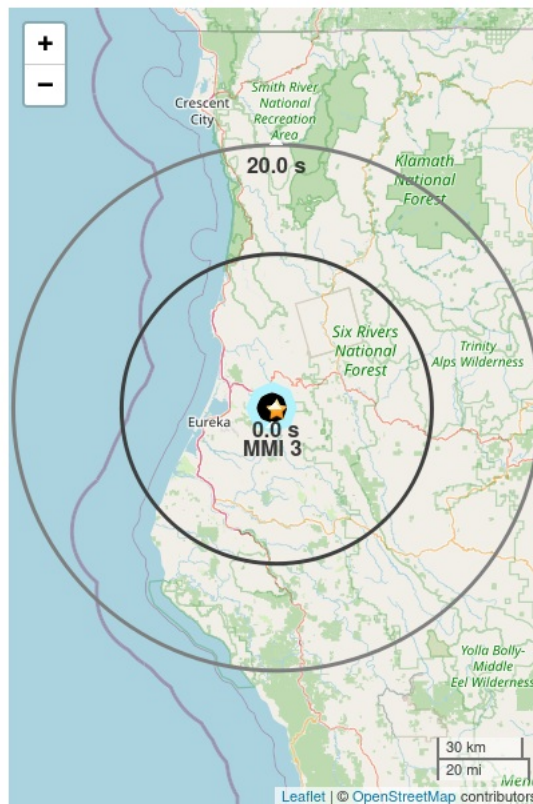 +
−
Crescent
City
Smith River
National
Recreation
Area
20.0 s
Klamath
National
Forest
Six Rivers
National
Forest
Trinity
Alps Wilderness
Eureka
0.0 s
MMI 3
Yolla Bolly-
Middle
Eel Wilderness
30 km
20 mi
Leaflet | © OpenStreetMap contributors